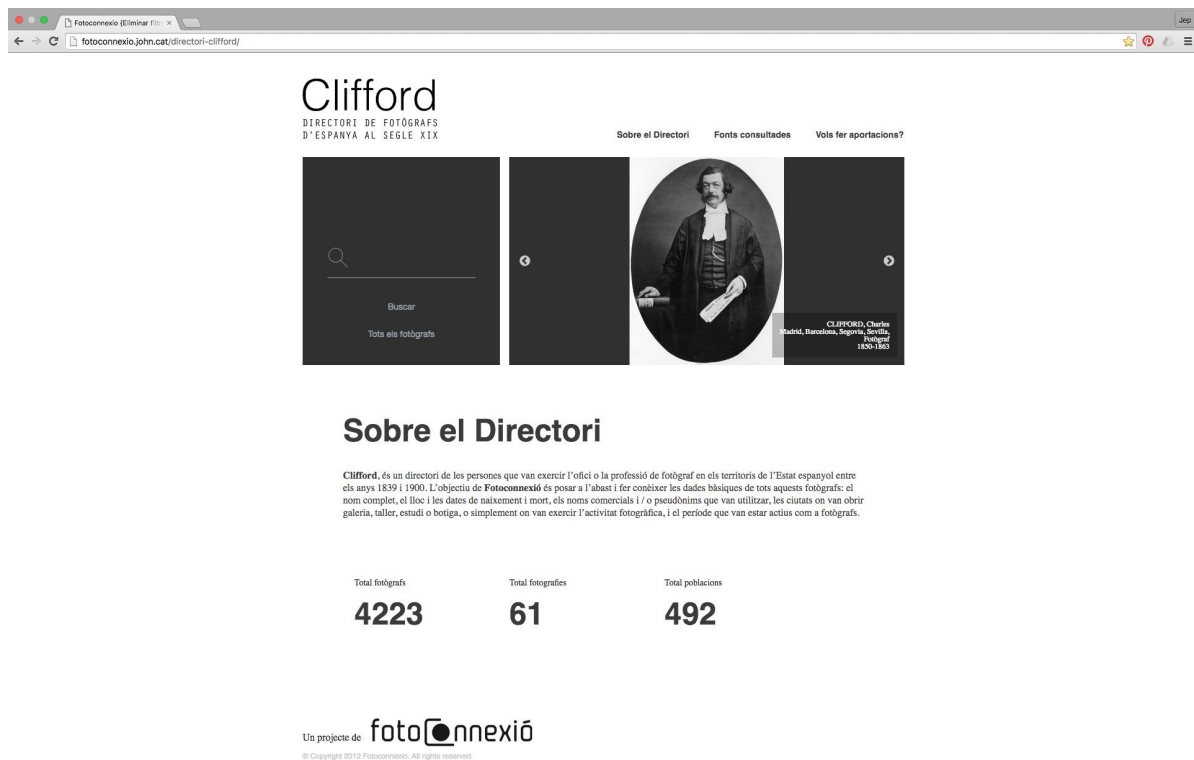 Fotoconnexio (Eliminar filtr
Jep
fotoconnexio.john.cat/directori-clifford/
Clifford
DIRECTORI DE FOTÒGRAFS
D'ESPANYA AL SEGLE XIX
Sobre el Directori Fonts consultades Vols fer aportacions?
Buscar
Tots els fotògrafs
CLIFFORD, Charles
Madrid, Barcelona, Segovia, Sevilla,
Fotògraf
1850-1863
Sobre el Directori
Clifford, és un directori de les persones que van exercir l'ofici o la professió de fotògraf en els territoris de l'Estat espanyol entre
els anys 1839 i 1900. L'objectiu de Fotoconnexió és posar a l'abast i fer conèixer les dades bàsiques de tots aquests fotògrafs: el
nom complet, el lloc i les dates de naixement i mort, els noms comercials i / o pseudònims que van utilitzar, les ciutats on van obrir
galeria, taller, estudi o botiga, o simplement on van exercir l'activitat fotogràfica, i el període que van estar actius com a fotògrafs.
Total fotògrafs Total fotografies Total poblacions
4223 61 492
Un projecte de fotoConnexió
© Copyright 2012 Fotoconnexio. All rights reserved